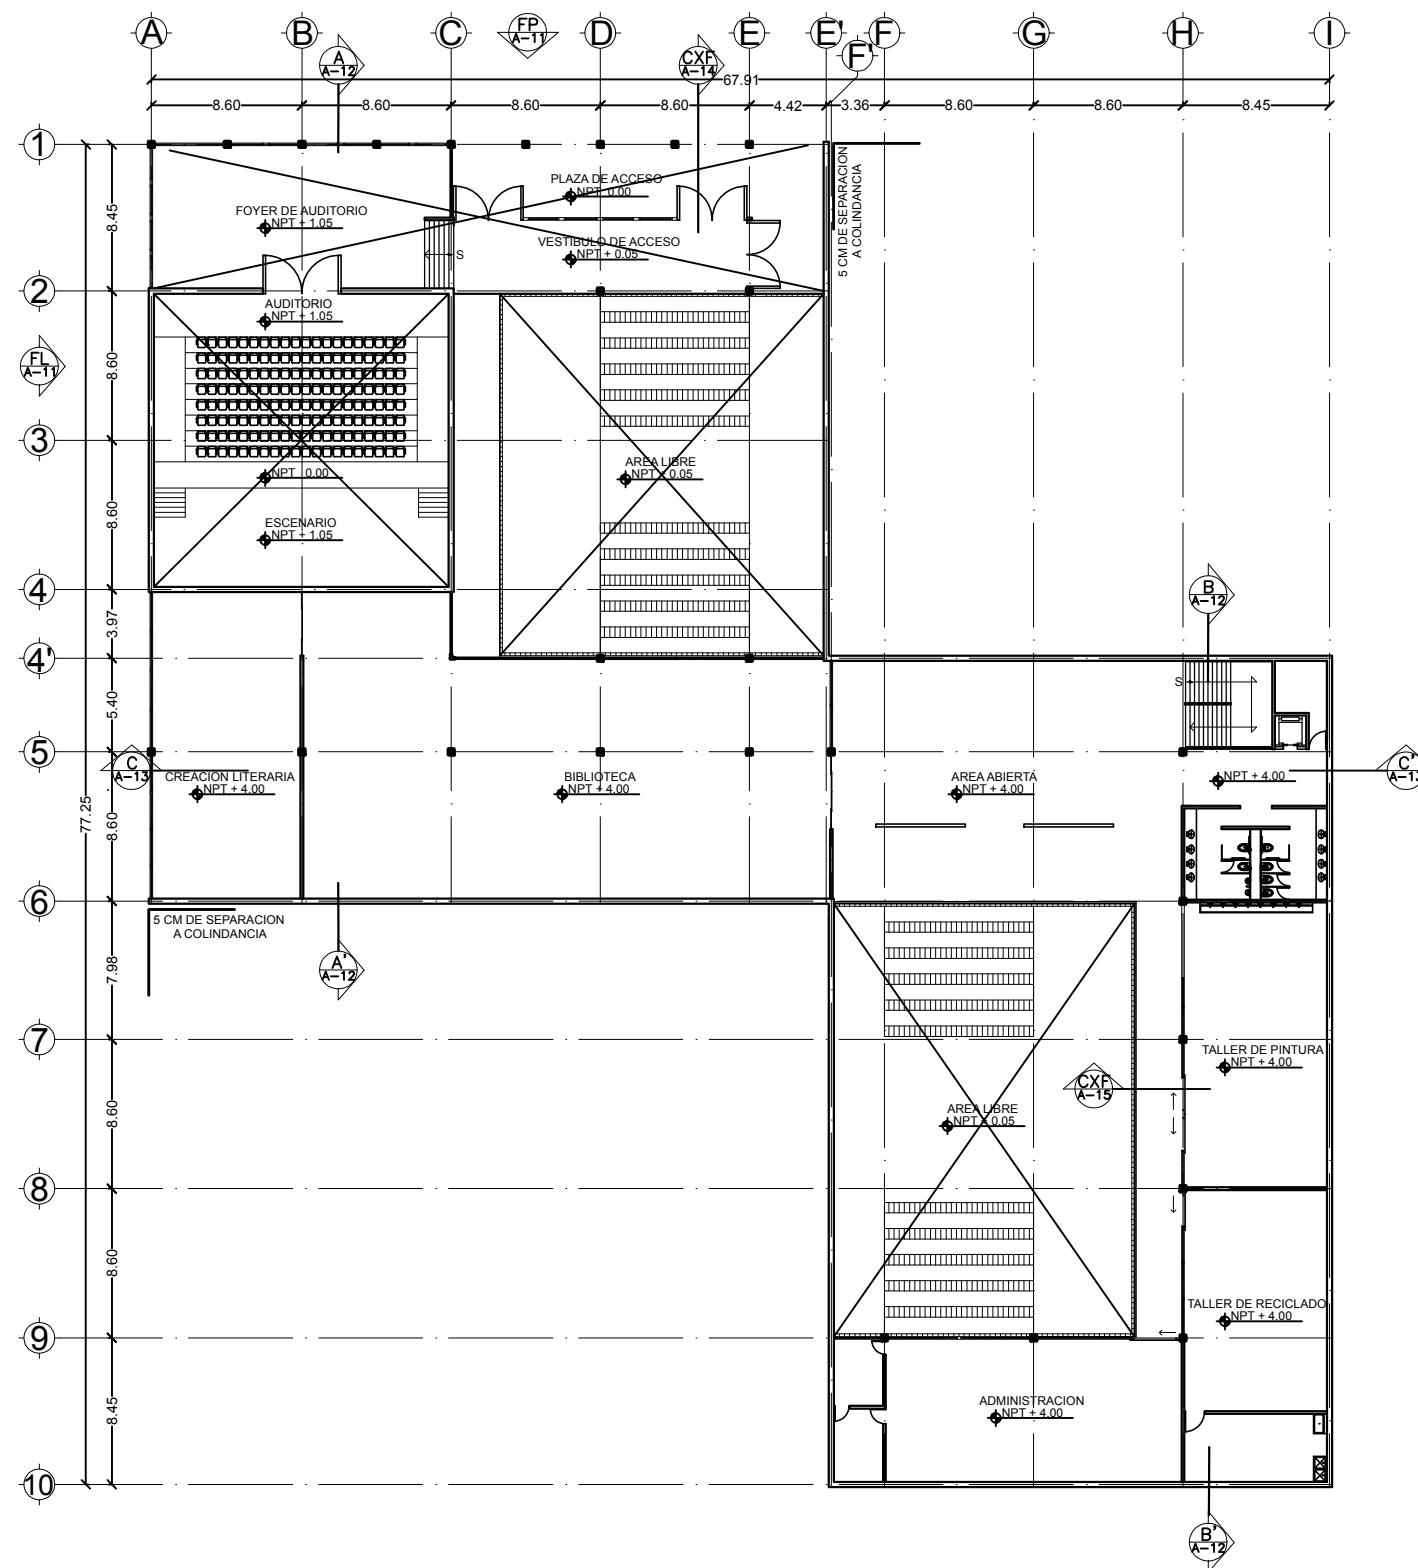 A
B
C
D
E
E'
F
G
H
I
FP
A-11
F'
A
A-12
CXF
A-14
67.91
8.60
8.60
8.60
8.60
4.42
3.36
8.60
8.60
8.45
1
8.45
PLAZA DE ACCESO
NPT 0.00
5 CM DE SEPARACION
A COLINDANCIA
FOYER DE AUDITORIO
NPT + 1.05
VESTIBULO DE ACCESO
NPT + 0.05
S
2
AUDITORIO
NPT + 1.05
FL
A-11
8.60
3
AREA LIBRE
NPT + 0.05
NPT 0.00
8.60
ESCENARIO
NPT + 1.05
4
B
A-12
3.97
4'
S
5.40
5
C
A-13
C'
A-13
CREACION LITERARIA
NPT + 4.00
BIBLIOTECA
NPT + 4.00
AREA ABIERTA
NPT + 4.00
NPT + 4.00
77.25
8.60
6
5 CM DE SEPARACION
A COLINDANCIA
A'
A-12
7.98
7
TALLER DE PINTURA
NPT + 4.00
CXF
A-15
8.60
AREA LIBRE
NPT + 0.05
8
8.60
TALLER DE RECICLADO
NPT + 4.00
9
8.45
ADMINISTRACION
NPT + 4.00
10
B'
A-12